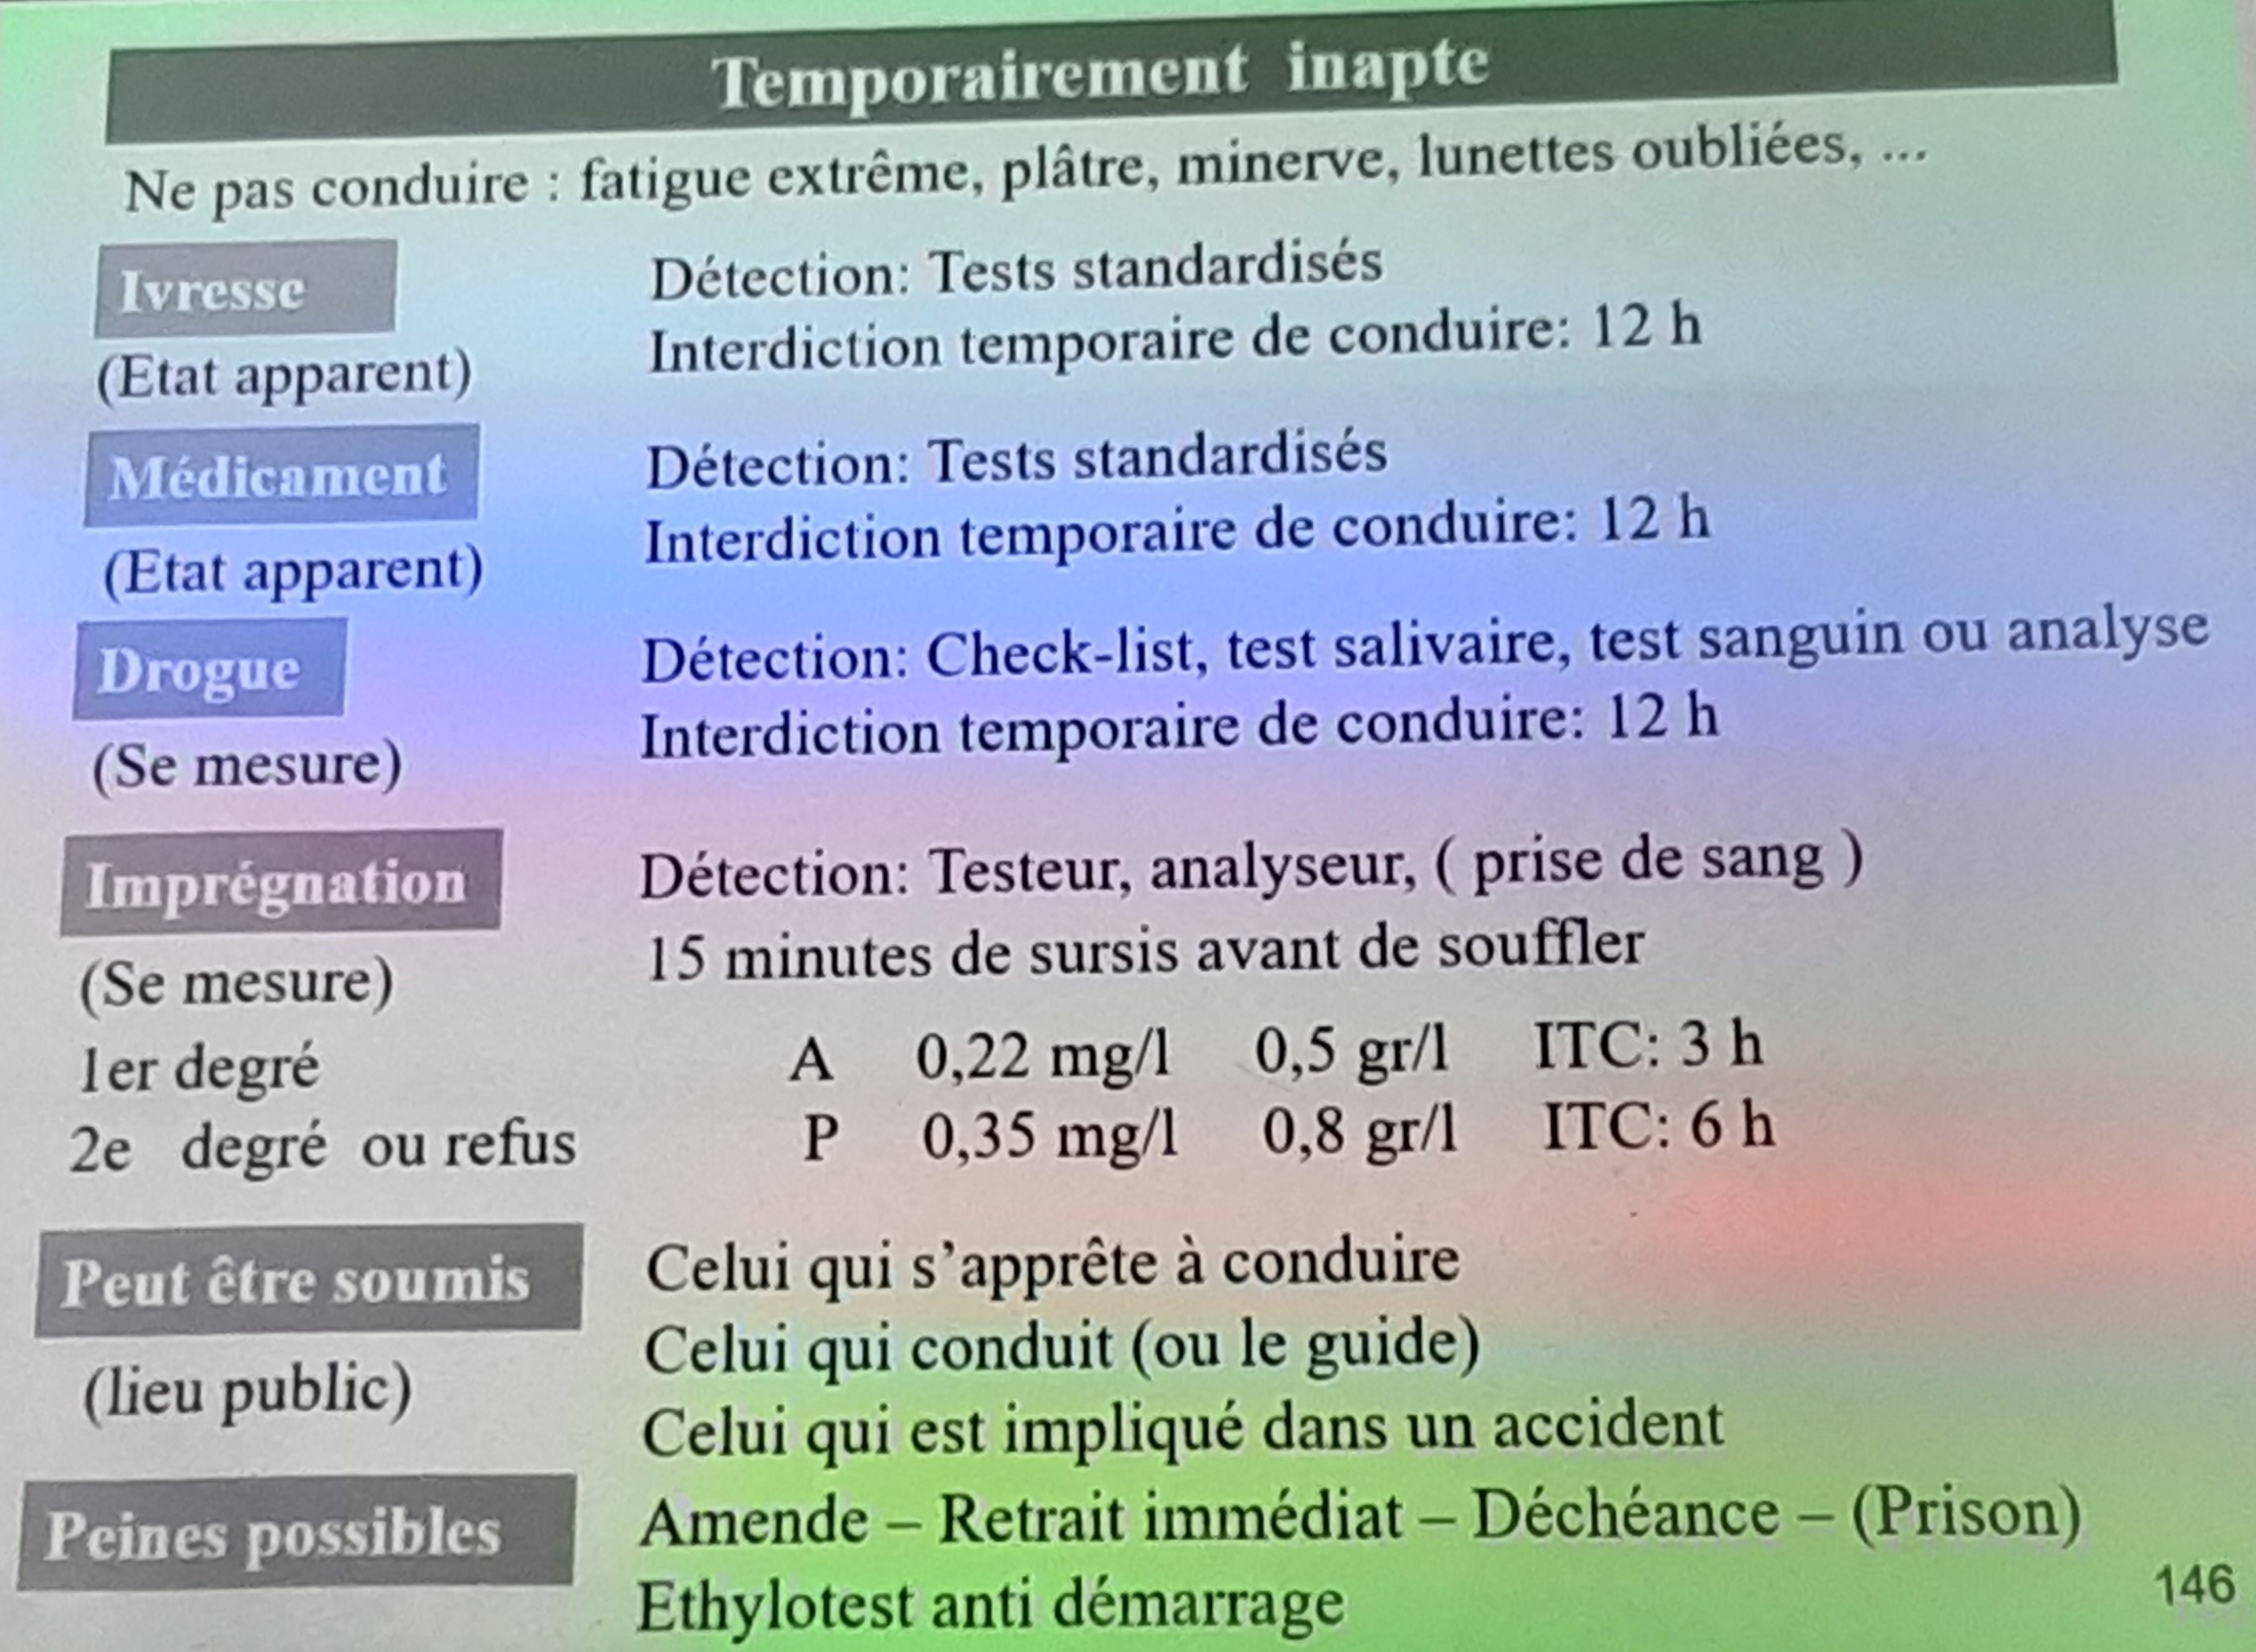 Temporairement inapte
Ne pas conduire : fatigue extrême, plâtre, minerve, lunettes oubliées, ...
Ivresse
Détection: Tests standardisés
(Etat apparent)
Interdiction temporaire de conduire: 12 h
Médicament
Détection: Tests standardisés
(Etat apparent)
Interdiction temporaire de conduire: 12 h
Drogue
Détection: Check-list, test salivaire, test sanguin ou analyse
(Se mesure)
Interdiction temporaire de conduire: 12 h
Imprégnation
Détection: Testeur, analyseur, ( prise de sang )
(Se mesure)
15 minutes de sursis avant de souffler
1er degré A 0,22 mg/l 0,5 gr/l ITC: 3 h
2e degré ou refus P 0,35 mg/l 0,8 gr/l ITC: 6 h
Peut être soumis
Celui qui s’apprête à conduire
(lieu public)
Celui qui conduit (ou le guide)
Celui qui est impliqué dans un accident
Peines possibles
Amende – Retrait immédiat – Déchéance – (Prison)
Ethylotest anti démarrage
146